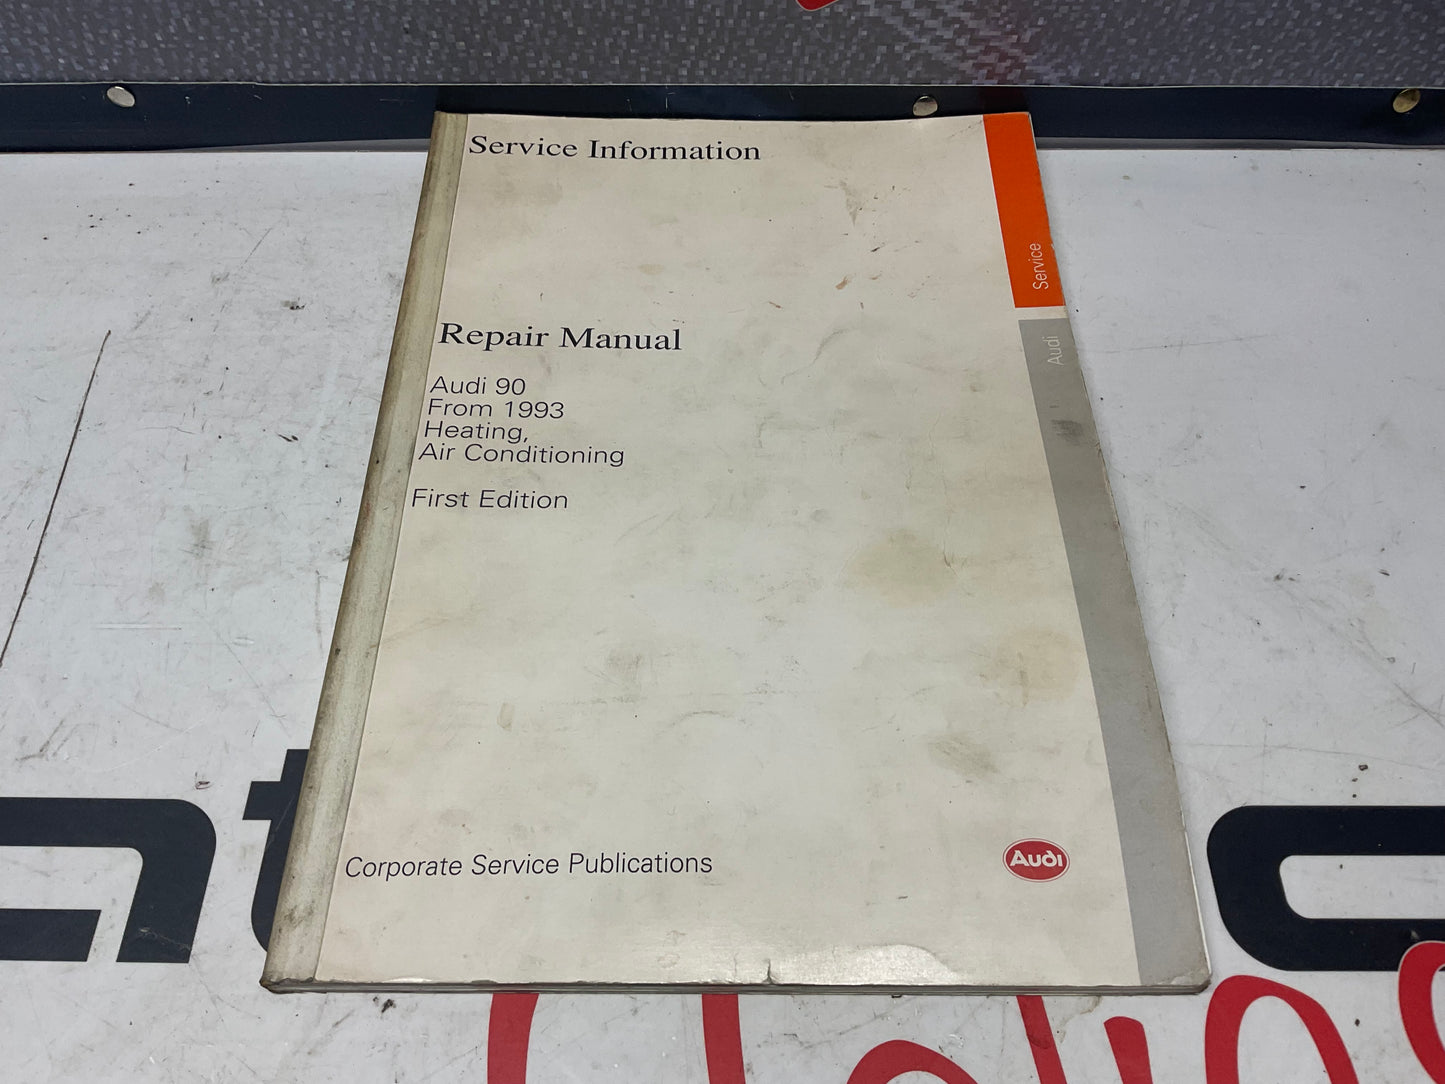 Service Information
Service
Audi
Repair Manual
Audi 90
From 1993
Heating,
Air Conditioning
First Edition
Corporate Service Publications
Audi